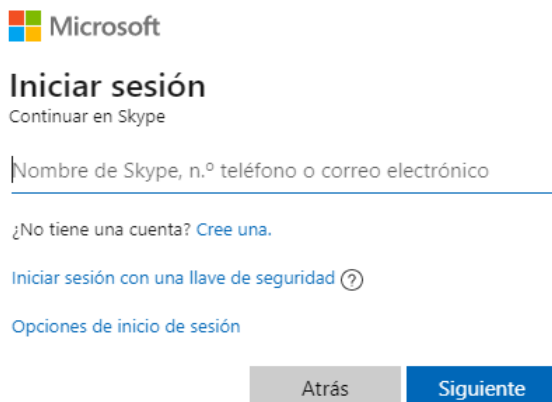 Microsoft
Iniciar sesión
Continuar en Skype
Nombre de Skype, n.º teléfono o correo electrónico
¿No tiene una cuenta? Cree una.
Iniciar sesión con una llave de seguridad ?
Opciones de inicio de sesión
Atrás Siguiente